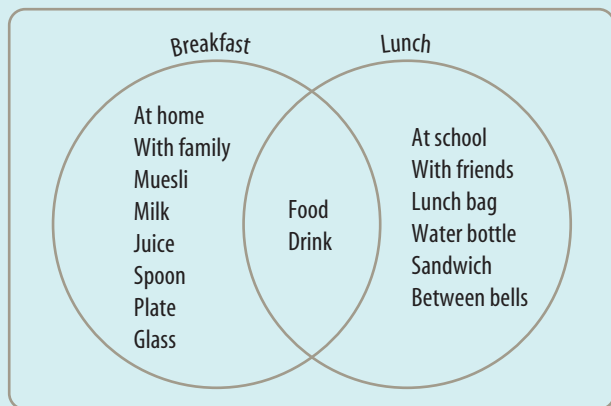 Breakfast
Lunch
At home
With family
Muesli
Milk
Juice
Spoon
Plate
Glass
Food
Drink
At school
With friends
Lunch bag
Water bottle
Sandwich
Between bells